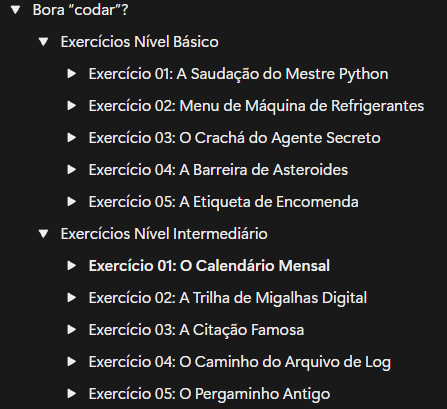 Bora “codar”?
Exercícios Nível Básico
Exercício 01: A Saudação do Mestre Python
Exercício 02: Menu de Máquina de Refrigerantes
Exercício 03: O Crachá do Agente Secreto
Exercício 04: A Barreira de Asteroides
Exercício 05: A Etiqueta de Encomenda
Exercícios Nível Intermediário
Exercício 01: O Calendário Mensal
Exercício 02: A Trilha de Migalhas Digital
Exercício 03: A Citação Famosa
Exercício 04: O Caminho do Arquivo de Log
Exercício 05: O Pergaminho Antigo